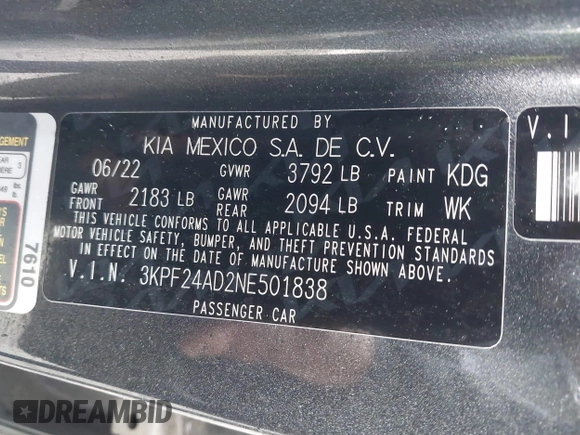 MANUFACTURED BY
KIA MEXICO S.A. DE C.V.
06/22 GVWR 3792 LB PAINT KDG
GAWR FRONT 2183 LB GAWR REAR 2094 LB TRIM WK
THIS VEHICLE CONFORMS TO ALL APPLICABLE U.S.A. FEDERAL
MOTOR VEHICLE SAFETY, BUMPER, AND THEFT PREVENTION STANDARDS
IN EFFECT ON THE DATE OF MANUFACTURE SHOWN ABOVE.
V.I.N. 3KPF24AD2NE501838
PASSENGER CAR
7610
V.I
DREAMBID